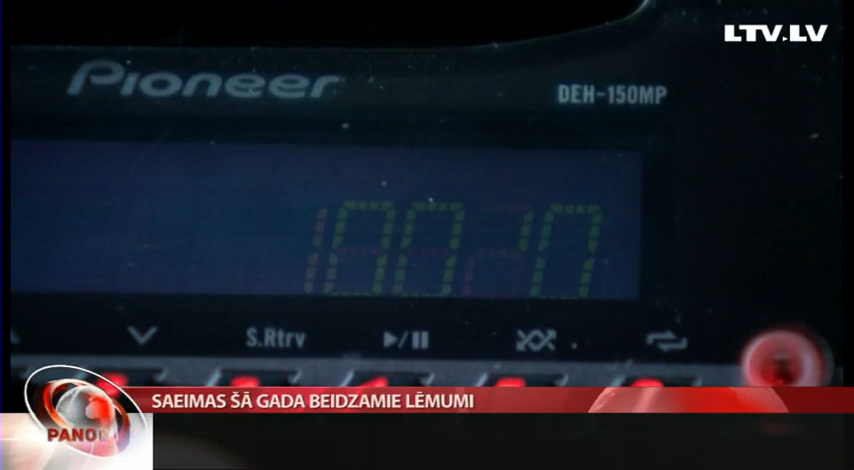 LTV.LV
Pioneer
DEH-150MP
S.Rtrv
SAEIMAS ŠĀ GADA BEIDZAMIE LĒMUMI